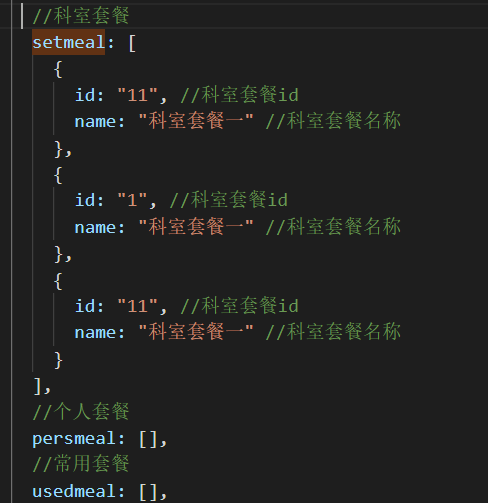 //科室套餐
setmeal: [
{
id: "11", //科室套餐id
name: "科室套餐一" //科室套餐名称
},
{
id: "1", //科室套餐id
name: "科室套餐一" //科室套餐名称
},
{
id: "11", //科室套餐id
name: "科室套餐一" //科室套餐名称
}
],
//个人套餐
persmeal: [],
//常用套餐
usedmeal: [],